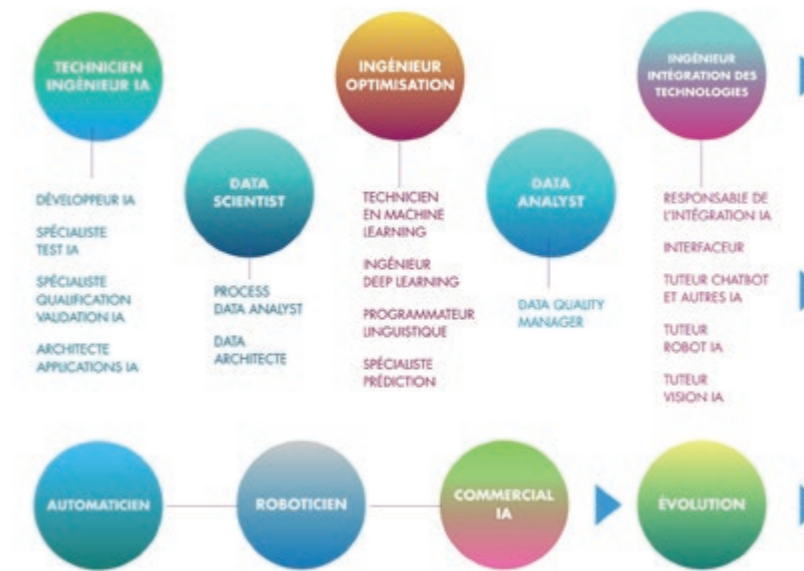 TECHNICIEN
INGÉNIEUR IA
DÉVELOPPEUR IA
SPÉCIALISTE
TEST IA
SPÉCIALISTE
QUALIFICATION
VALIDATION IA
ARCHITECTE
APPLICATIONS IA
DATA
SCIENTIST
PROCESS
DATA ANALYST
DATA
ARCHITECTE
INGÉNIEUR
OPTIMISATION
TECHNICIEN
EN MACHINE
LEARNING
INGÉNIEUR
DEEP LEARNING
PROGRAMMATEUR
LINGUISTIQUE
SPÉCIALISTE
PRÉDICTION
DATA
ANALYST
DATA QUALITY
MANAGER
INGÉNIEUR
INTÉGRATION DES
TECHNOLOGIES
RESPONSABLE DE
L'INTÉGRATION IA
INTERFACEUR
TUTEUR CHATBOT
ET AUTRES IA
TUTEUR
ROBOT IA
TUTEUR
VISION IA
AUTOMATICIEN
ROBOTICIEN
COMMERCIAL
IA
ÉVOLUTION